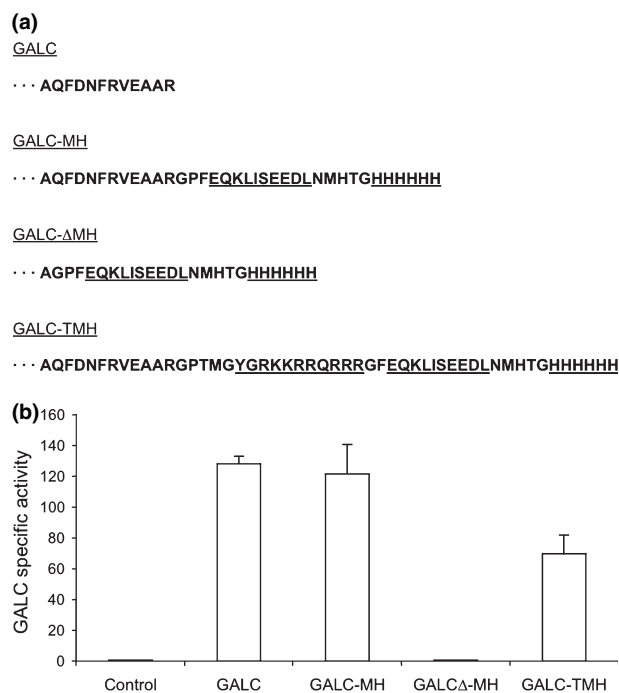 (a)
GALC
··· AQFDNFRVEAAR
GALC-MH
··· AQFDNFRVEAARGPFEQKLISEEDLNMHTGHHHHHH
GALC-ΔMH
··· AGPFEQKLISEEDLNMHTGHHHHHH
GALC-TMH
··· AQFDNFRVEAARGPTMGYGRKKRRQRRRGFEQKLISEEDLNMHTGHHHHHH
(b)
160
140
120
100
80
60
40
20
0
GALC specific activity
Control GALC GALC-MH GALCΔ-MH GALC-TMH